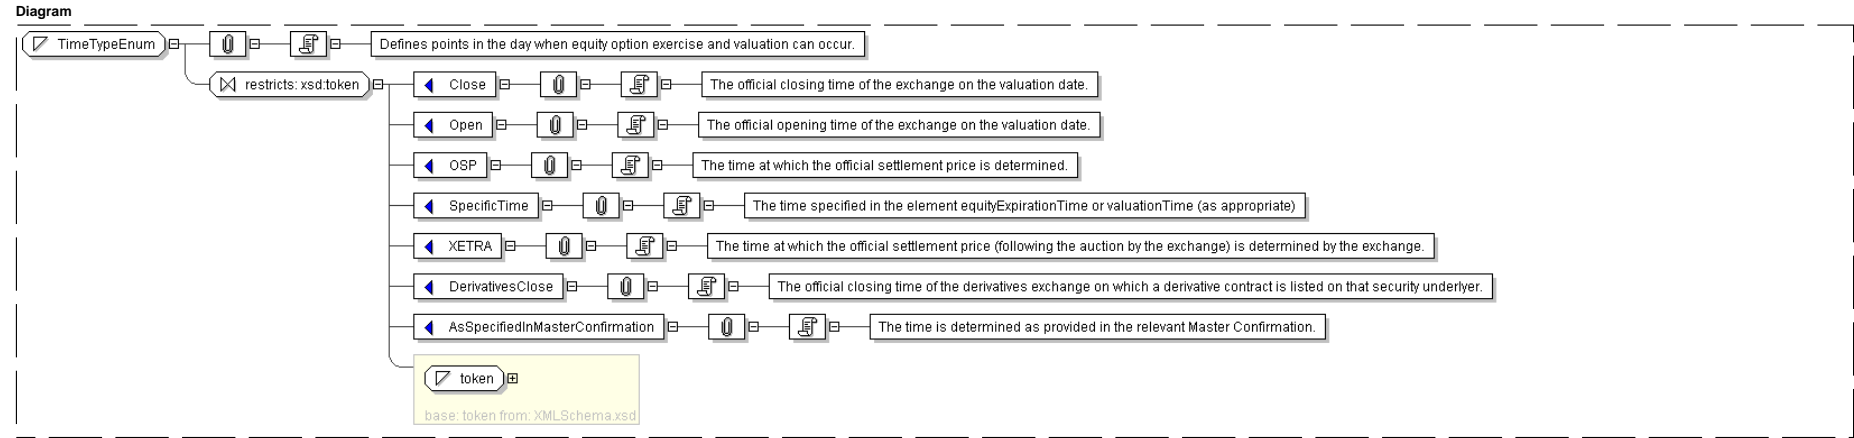 Diagram
TimeTypeEnum
Defines points in the day when equity option exercise and valuation can occur.
restricts: xsd:token
Close
The official closing time of the exchange on the valuation date.
Open
The official opening time of the exchange on the valuation date.
OSP
The time at which the official settlement price is determined.
SpecificTime
The time specified in the element equityExpirationTime or valuationTime (as appropriate)
XETRA
The time at which the official settlement price (following the auction by the exchange) is determined by the exchange.
DerivativesClose
The official closing time of the derivatives exchange on which a derivative contract is listed on that security underlyer.
AsSpecifiedInMasterConfirmation
The time is determined as provided in the relevant Master Confirmation.
token
base: token from: XMLSchema.xsd